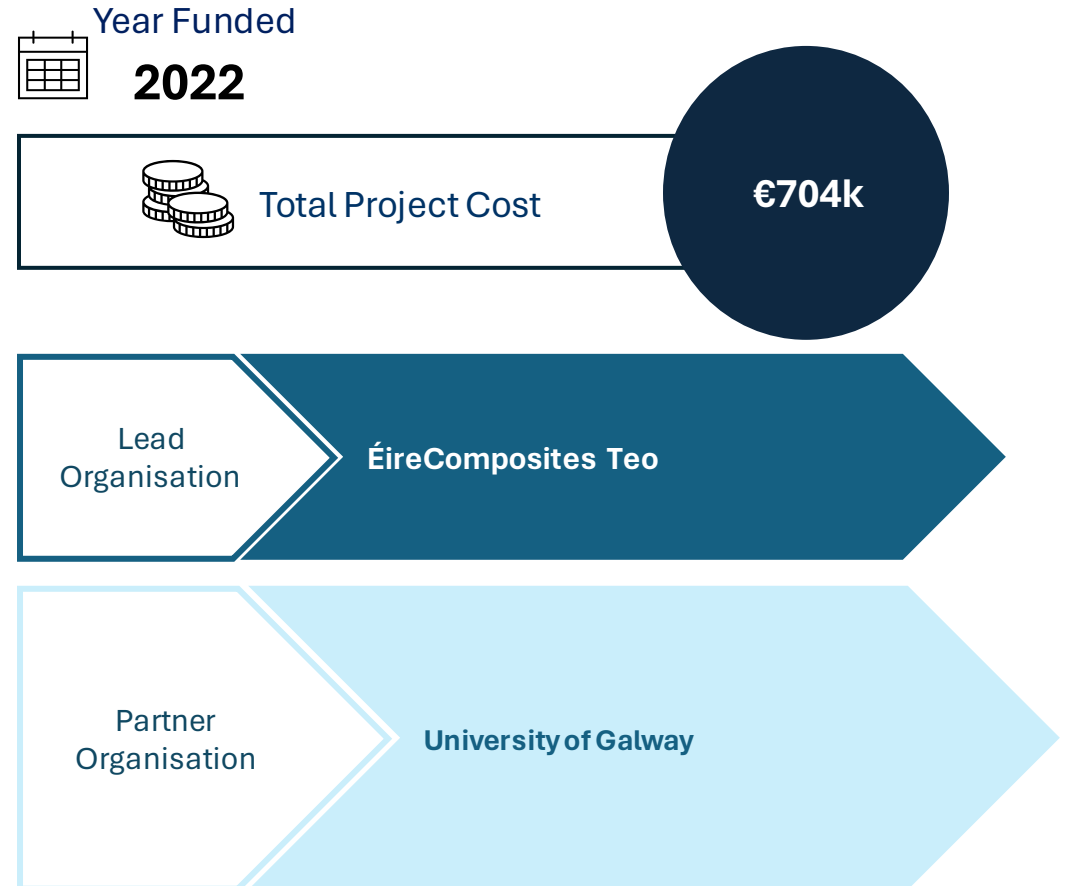 Year Funded
2022
Total Project Cost
€704k
Lead
Organisation
ÉireComposites Teo
Partner
Organisation
University of Galway